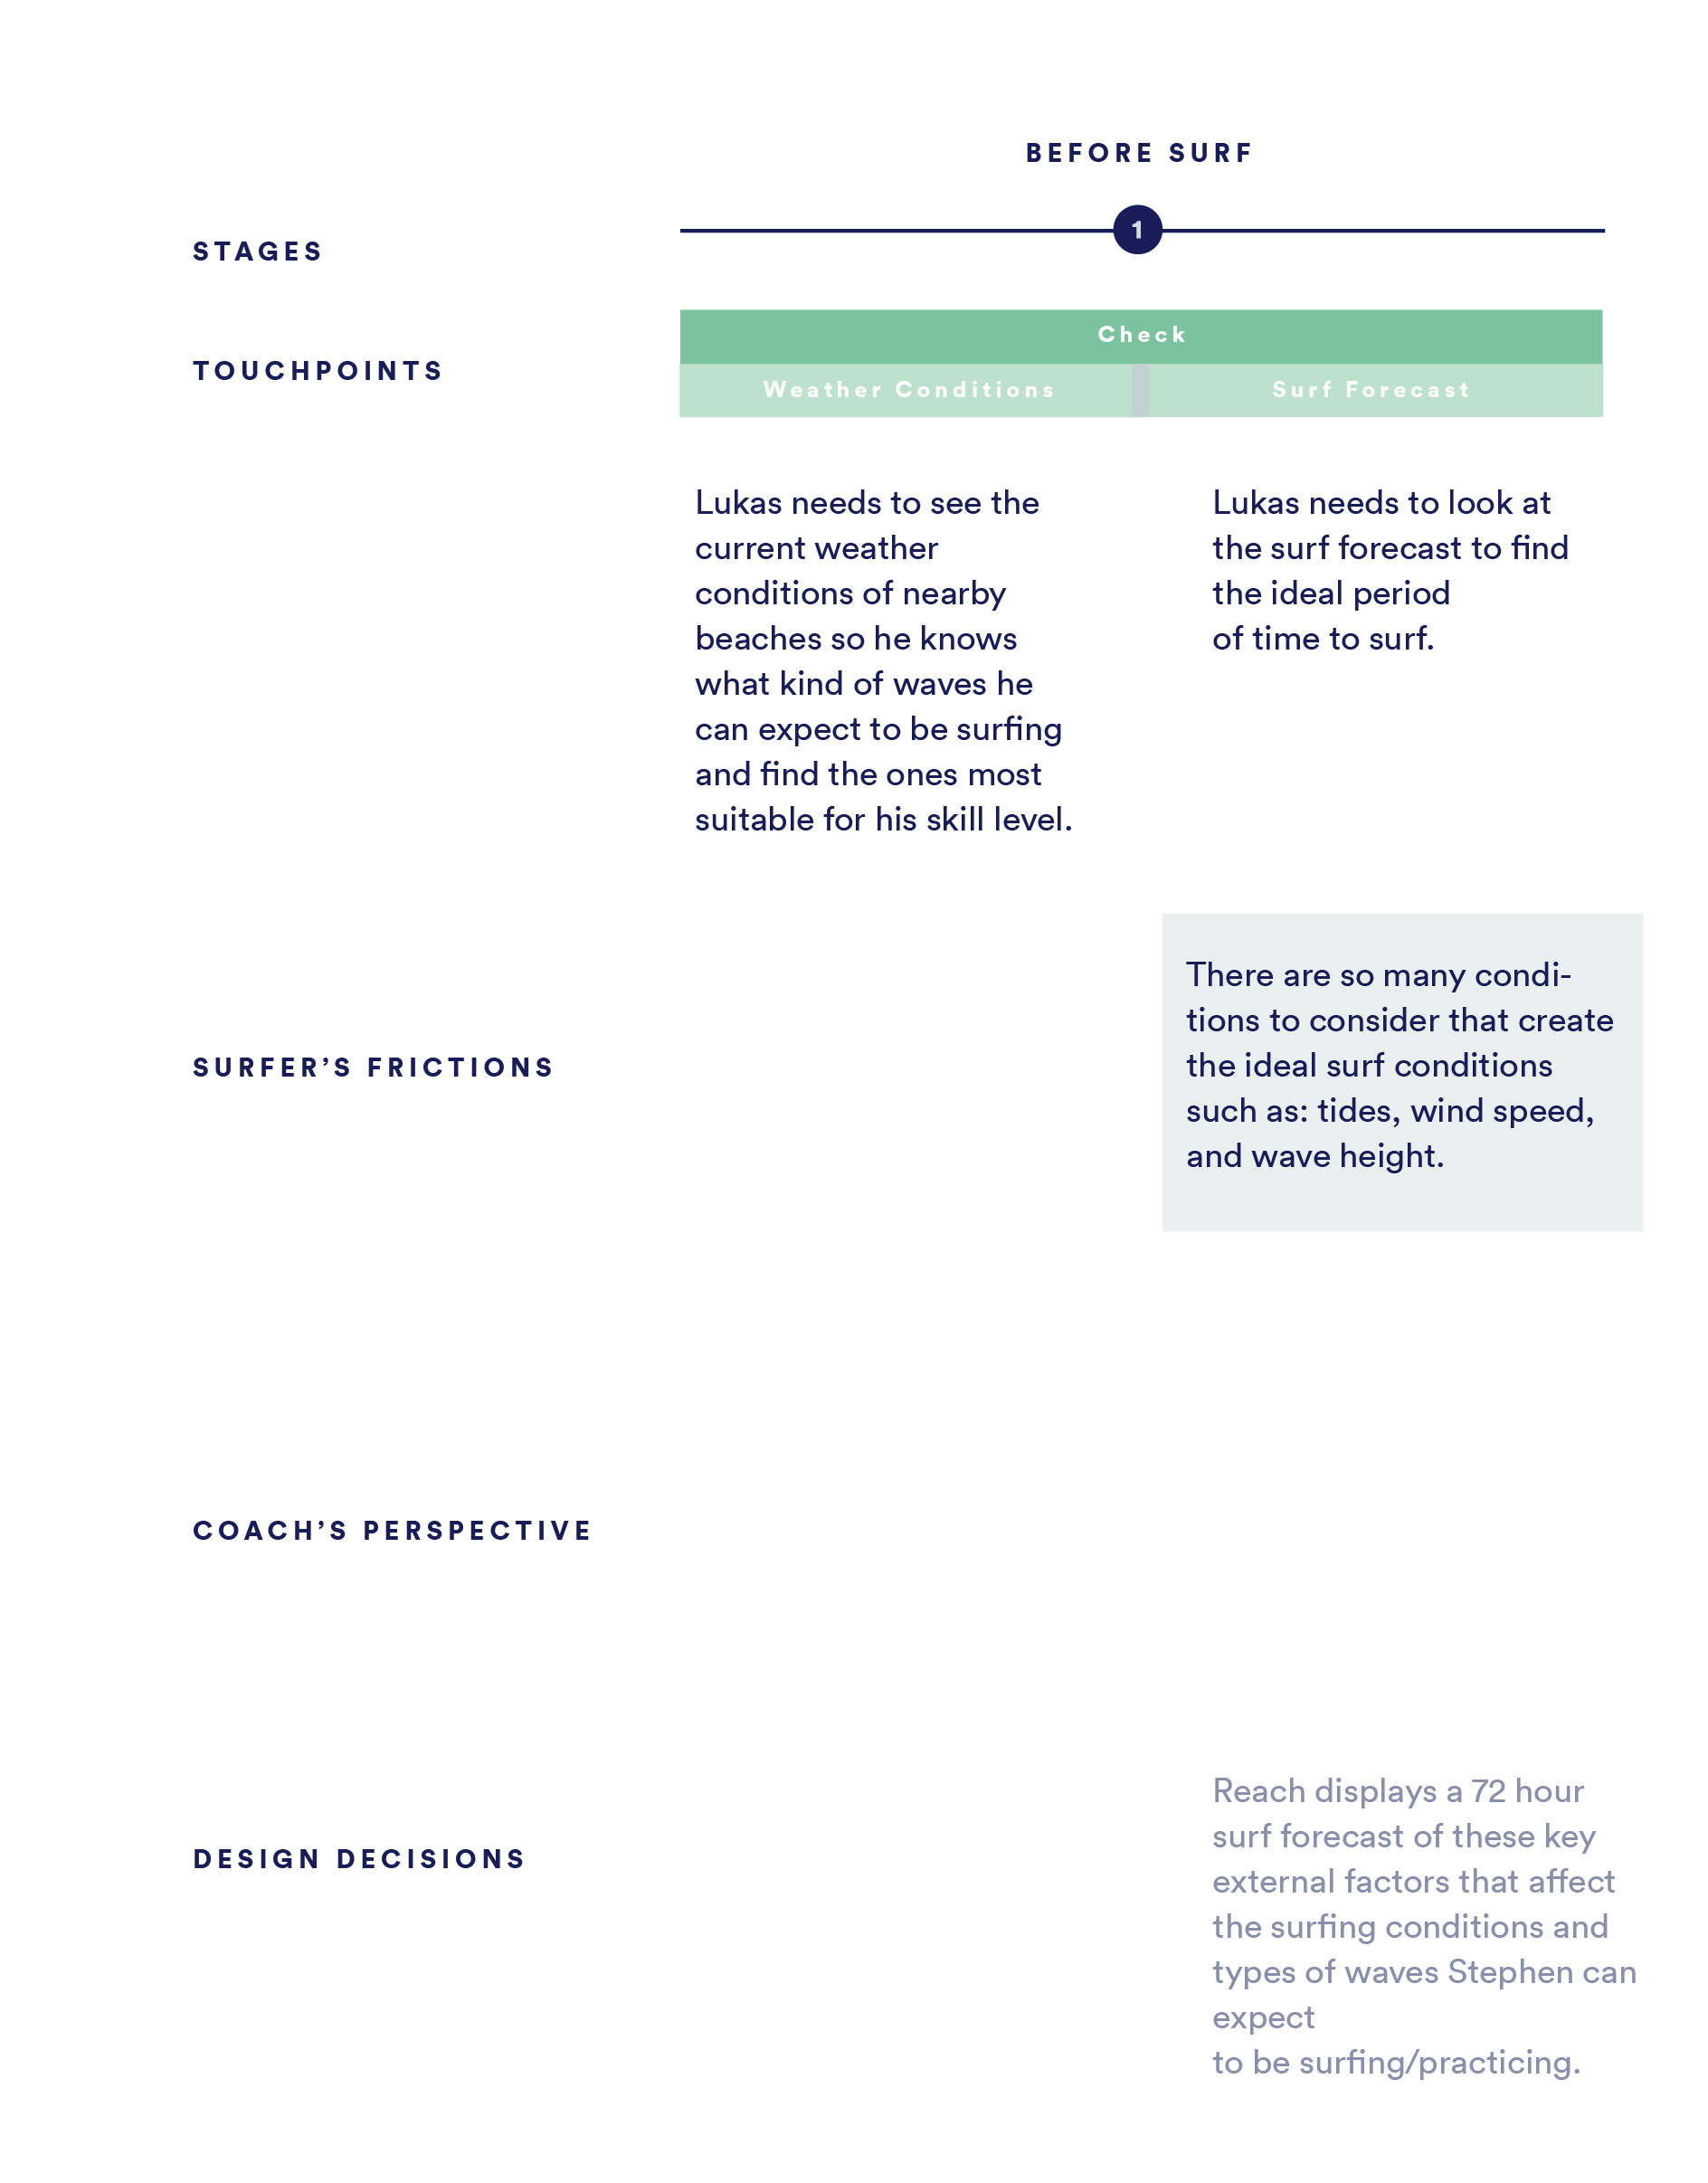 BEFORE SURF
STAGES
1
TOUCHPOINTS
Check
Weather Conditions
Surf Forecast
Lukas needs to see the
current weather
conditions of nearby
beaches so he knows
what kind of waves he
can expect to be surfing
and find the ones most
suitable for his skill level.
Lukas needs to look at
the surf forecast to find
the ideal period
of time to surf.
SURFER’S FRICTIONS
There are so many condi-
tions to consider that create
the ideal surf conditions
such as: tides, wind speed,
and wave height.
COACH’S PERSPECTIVE
DESIGN DECISIONS
Reach displays a 72 hour
surf forecast of these key
external factors that affect
the surfing conditions and
types of waves Stephen can
expect
to be surfing/practicing.